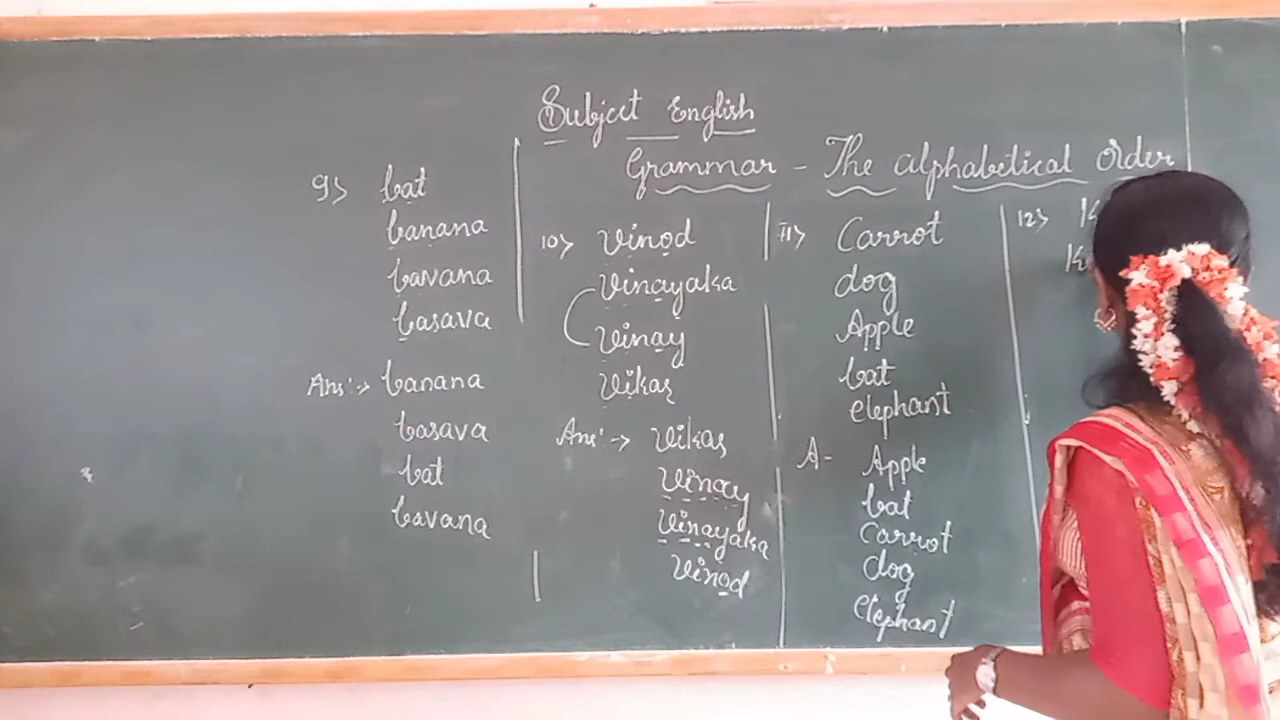 Subject English
Grammar - The alphabetical Order
9> bat
banana
bavana
basava
Ans:-> banana
basava
bat
bavana
10> Vinod
Vinayaka
Vinay
Vikas
Ans:-> Vikas
Vinay
Vinayaka
Vinod
11> Carrot
dog
Apple
bat
elephant
A- Apple
bat
Carrot
dog
elephant
12>